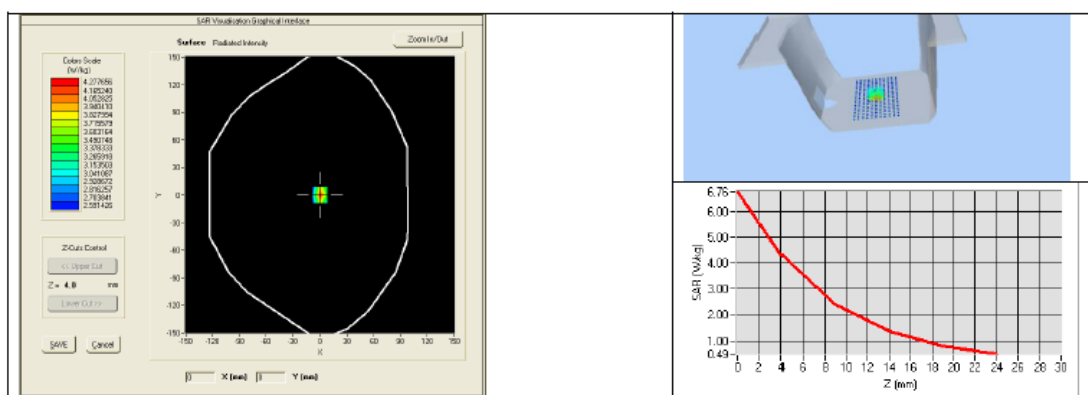 SAR Visualisation Graphical Interface
Surface Radiated Intensity
Zoom In/Out
Colors Scale
(W/kg)
4.277656
4.165240
4.052825
3.940410
3.827994
3.715579
3.603164
3.490748
3.378333
3.265918
3.153503
3.041087
2.928672
2.816257
2.703841
2.591426
Z-Cuts Control
<< Upper Cut
Z = 4.0 mm
Lower Cut >>
SAVE Cancel
150-
120-
90-
60-
30-
0-
-30-
-60-
-90-
-120-
-150-
Y
-150 -120 -90 -60 -30 0 30 60 90 120 150
X
0 X (mm) Y (mm)
6.76
6.00
5.00
4.00
3.00
2.00
1.00
0.49
SAR (W/kg)
0 2 4 6 8 10 12 14 16 18 20 22 24 26 28 30
Z (mm)